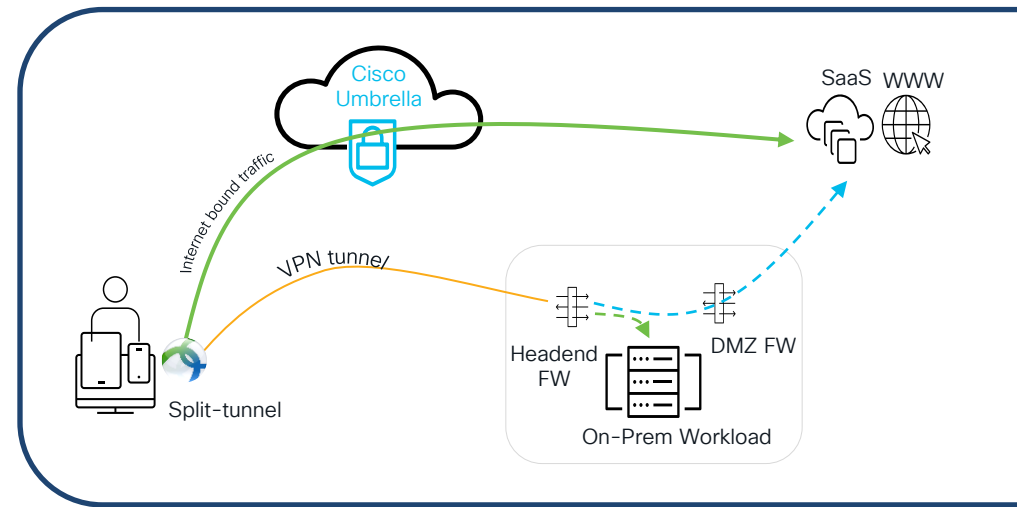 Cisco
Umbrella
SaaS
WWW
Internet bound traffic
VPN tunnel
Headend
FW
DMZ FW
Split-tunnel
On-Prem Workload